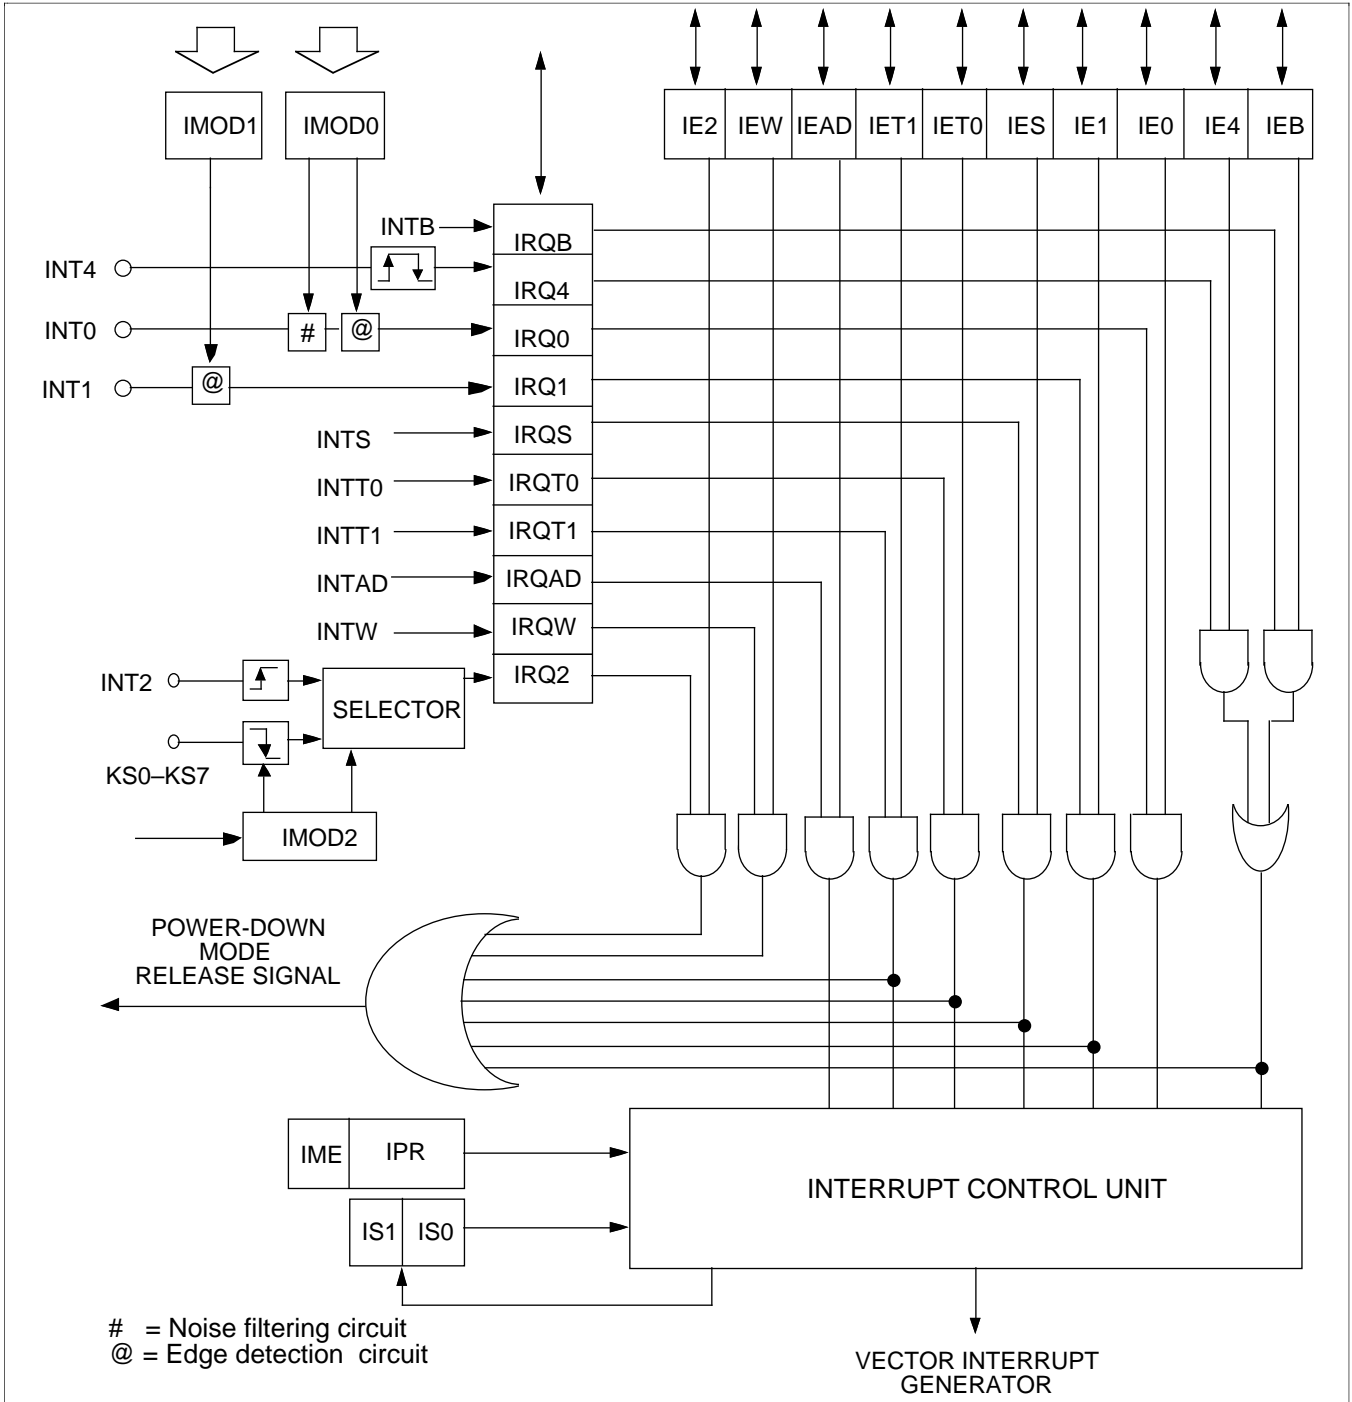 IMOD1 IMOD0
IE2 IEW IEAD IET1 IET0 IES IE1 IE0 IE4 IEB
INTB
IRQB
INT4
IRQ4
INT0
#
@
IRQ0
INT1
@
IRQ1
INTS
IRQS
INTT0
IRQT0
INTT1
IRQT1
INTAD
IRQAD
INTW
IRQW
INT2
IRQ2
SELECTOR
KS0–KS7
IMOD2
POWER-DOWN
MODE
RELEASE SIGNAL
IME IPR
INTERRUPT CONTROL UNIT
IS1 IS0
# = Noise filtering circuit
@ = Edge detection circuit
VECTOR INTERRUPT
GENERATOR